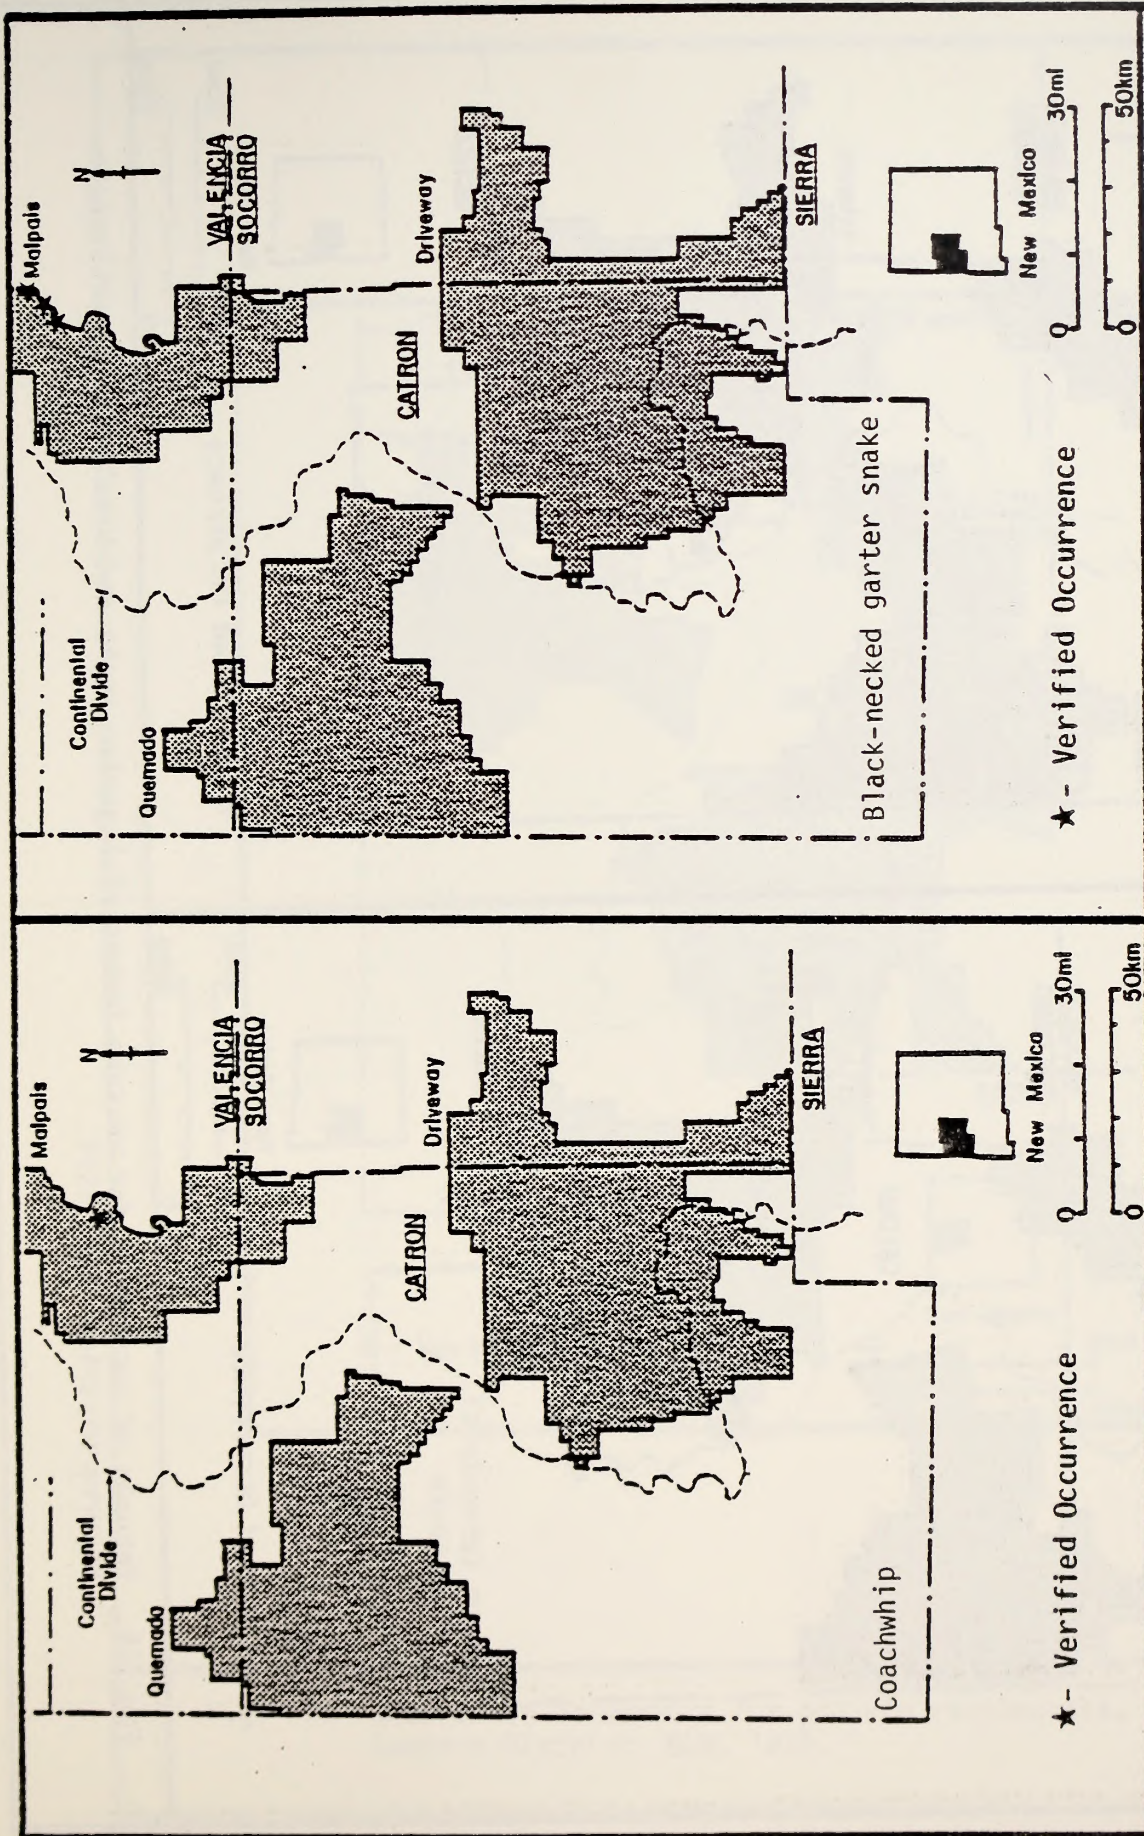 Malpais
N
VALENCIA
SOCORRO
Continental
Divide
Quemado
CATRON
Driveway
SIERRA
Coachwhip
New Mexico
★ - Verified Occurrence
0
30mi
0
50km
Malpais
N
VALENCIA
SOCORRO
Continental
Divide
Quemado
CATRON
Driveway
SIERRA
Black-necked garter snake
New Mexico
★ - Verified Occurrence
0
30mi
0
50km